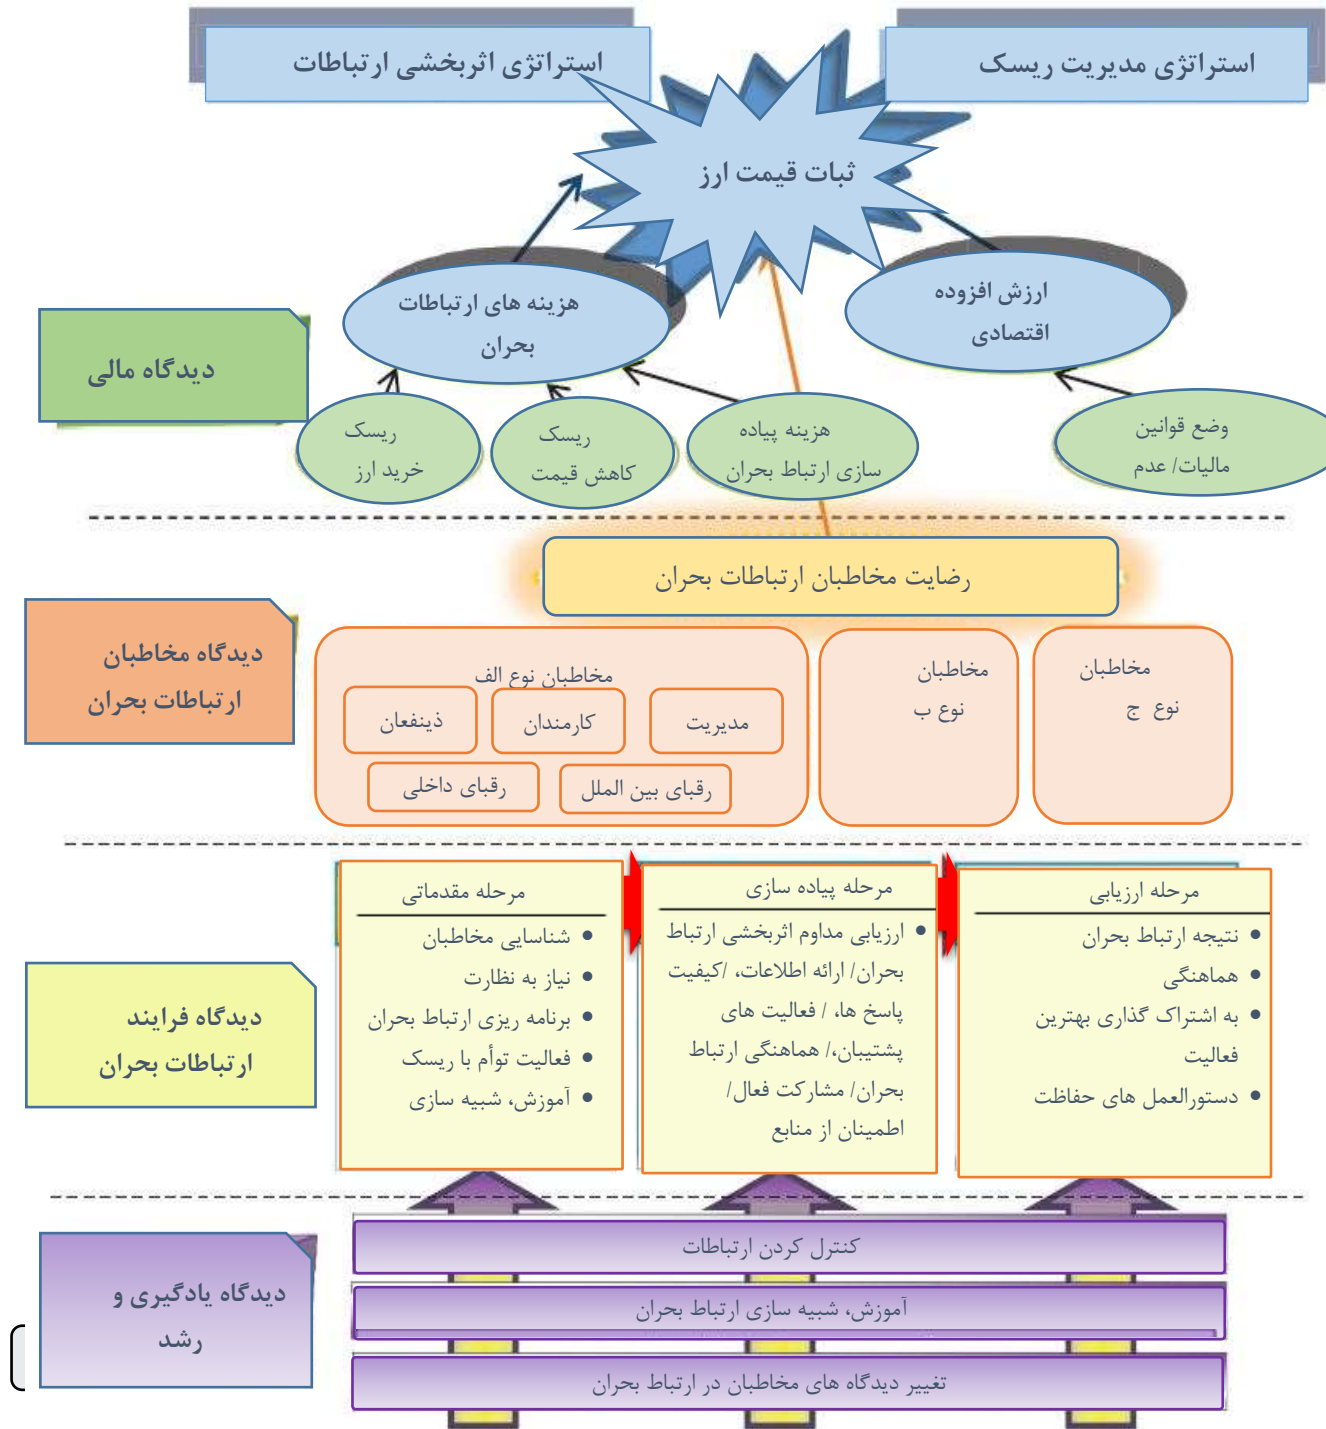 استراتژی مدیریت ریسک
استراتژی اثربخشی ارتباطات
ثبات قیمت ارز
ارزش افزوده
اقتصادی
هزینه های ارتباطات
بحران
دیدگاه مالی
وضع قوانین
مالیات/ عدم
هزینه پیاده
سازی ارتباط بحران
ریسک
کاهش قیمت
ریسک
خرید ارز
رضایت مخاطبان ارتباطات بحران
دیدگاه مخاطبان
ارتباطات بحران
مخاطبان
نوع ج
مخاطبان
نوع ب
مخاطبان نوع الف
مدیریت
کارمندان
ذینفعان
رقبای بین الملل
رقبای داخلی
دیدگاه فرایند
ارتباطات بحران
مرحله مقدماتی
• شناسایی مخاطبان
• نیاز به نظارت
• برنامه ریزی ارتباط بحران
• فعالیت توأم با ریسک
• آموزش، شبیه سازی
مرحله پیاده سازی
• ارزیابی مداوم اثربخشی ارتباط
بحران/ ارائه اطلاعات، /کیفیت
پاسخ ها، / فعالیت های
پشتیبان،/ هماهنگی ارتباط
بحران/ مشارکت فعال/
اطمینان از منابع
مرحله ارزیابی
• نتیجه ارتباط بحران
• هماهنگی
• به اشتراک گذاری بهترین
فعالیت
• دستورالعمل های حفاظت
دیدگاه یادگیری و
رشد
کنترل کردن ارتباطات
آموزش، شبیه سازی ارتباط بحران
تغییر دیدگاه های مخاطبان در ارتباط بحران